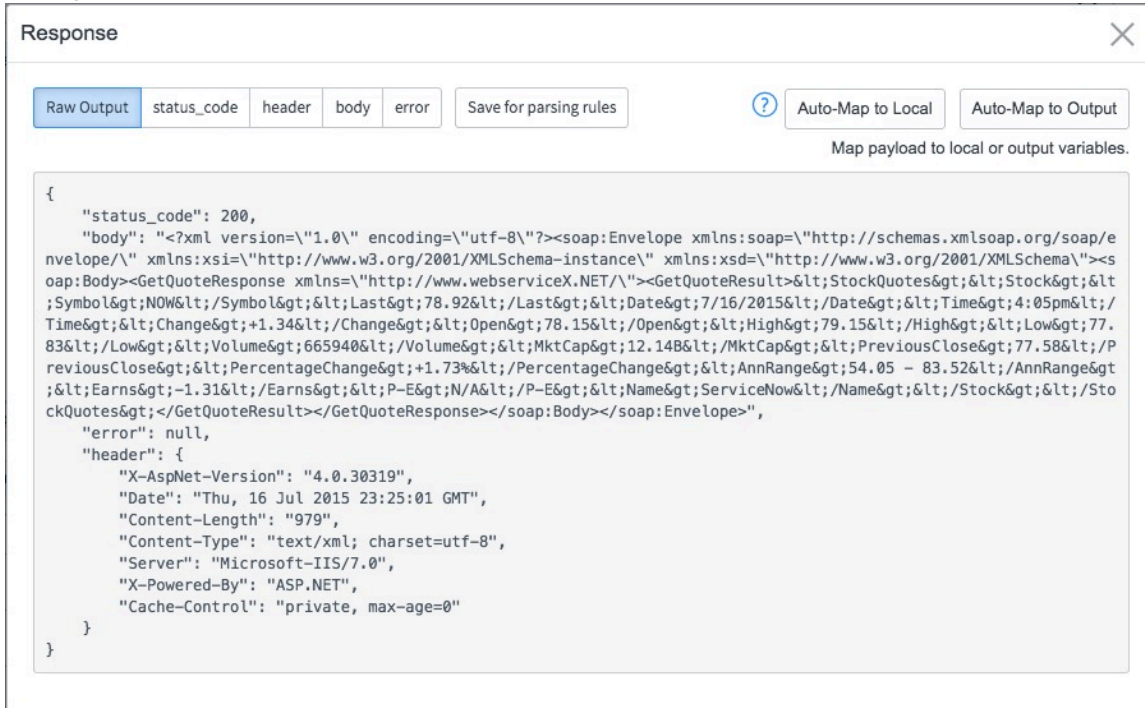 Response
Raw Output status_code header body error Save for parsing rules ? Auto-Map to Local Auto-Map to Output
Map payload to local or output variables.
{
    "status_code": 200,
    "body": "<?xml version=\"1.0\" encoding=\"utf-8\"?><soap:Envelope xmlns:soap=\"http://schemas.xmlsoap.org/soap/e
nvelope/\" xmlns:xsi=\"http://www.w3.org/2001/XMLSchema-instance\" xmlns:xsd=\"http://www.w3.org/2001/XMLSchema\"><s
oap:Body><GetQuoteResponse xmlns=\"http://www.webserviceX.NET/\"><GetQuoteResult>&lt;StockQuotes&gt;&lt;Stock&gt;&lt
;Symbol&gt;NOW&lt;/Symbol&gt;&lt;Last&gt;78.92&lt;/Last&gt;&lt;Date&gt;7/16/2015&lt;/Date&gt;&lt;Time&gt;4:05pm&lt;/
Time&gt;&lt;Change&gt;+1.34&lt;/Change&gt;&lt;Open&gt;78.15&lt;/Open&gt;&lt;High&gt;79.15&lt;/High&gt;&lt;Low&gt;77.
83&lt;/Low&gt;&lt;Volume&gt;665940&lt;/Volume&gt;&lt;MktCap&gt;12.14B&lt;/MktCap&gt;&lt;PreviousClose&gt;77.58&lt;/P
reviousClose&gt;&lt;PercentageChange&gt;+1.73%&lt;/PercentageChange&gt;&lt;AnnRange&gt;54.05 - 83.52&lt;/AnnRange&gt
;&lt;Earns&gt;-1.31&lt;/Earns&gt;&lt;P-E&gt;N/A&lt;/P-E&gt;&lt;Name&gt;ServiceNow&lt;/Name&gt;&lt;/Stock&gt;&lt;/Sto
ckQuotes&gt;</GetQuoteResult></GetQuoteResponse></soap:Body></soap:Envelope>",
    "error": null,
    "header": {
        "X-AspNet-Version": "4.0.30319",
        "Date": "Thu, 16 Jul 2015 23:25:01 GMT",
        "Content-Length": "979",
        "Content-Type": "text/xml; charset=utf-8",
        "Server": "Microsoft-IIS/7.0",
        "X-Powered-By": "ASP.NET",
        "Cache-Control": "private, max-age=0"
    }
}